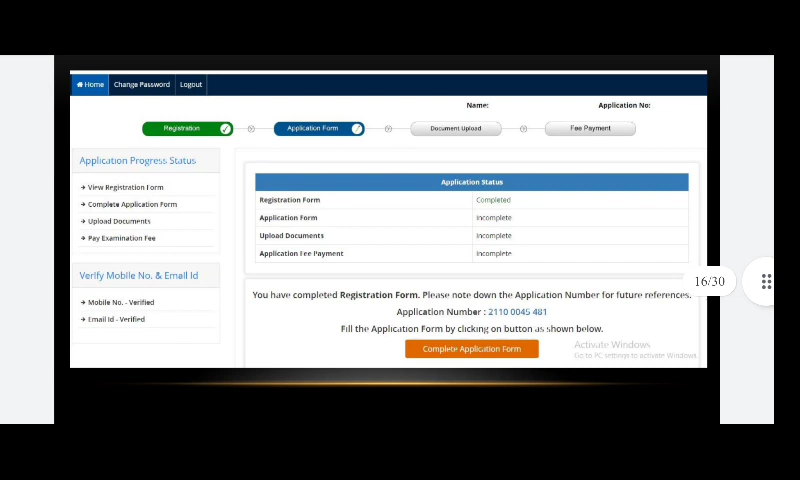 Home Change Password Logout
Name: Application No:
Registration Application Form Document Upload Fee Payment
Application Progress Status
View Registration Form
Complete Application Form
Upload Documents
Pay Examination Fee
Verify Mobile No. & Email Id
Mobile No. - Verified
Email Id - Verified
Application Status
Registration Form Completed
Application Form Incomplete
Upload Documents Incomplete
Application Fee Payment Incomplete
You have completed Registration Form. Please note down the Application Number for future references.
Application Number : 2110 0045 481
Fill the Application Form by clicking on button as shown below.
Complete Application Form
Activate Windows
Go to PC settings to activate Windows.
16/30